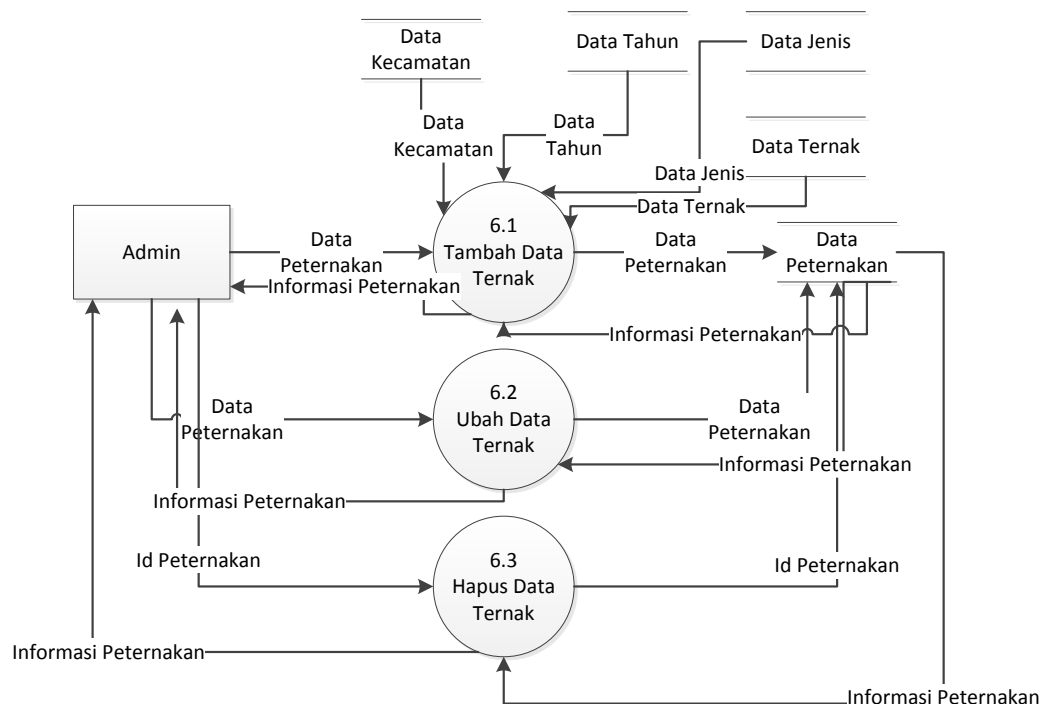 Data
Kecamatan
Data Tahun
Data Jenis
Data
Kecamatan
Data
Tahun
Data Ternak
Data Jenis
Data Ternak
Admin
Data
Peternakan
6.1
Tambah Data
Ternak
Data
Peternakan
Data
Peternakan
Informasi Peternakan
Informasi Peternakan
Data
Peternakan
6.2
Ubah Data
Ternak
Data
Peternakan
Informasi Peternakan
Informasi Peternakan
Id Peternakan
6.3
Hapus Data
Ternak
Id Peternakan
Informasi Peternakan
Informasi Peternakan